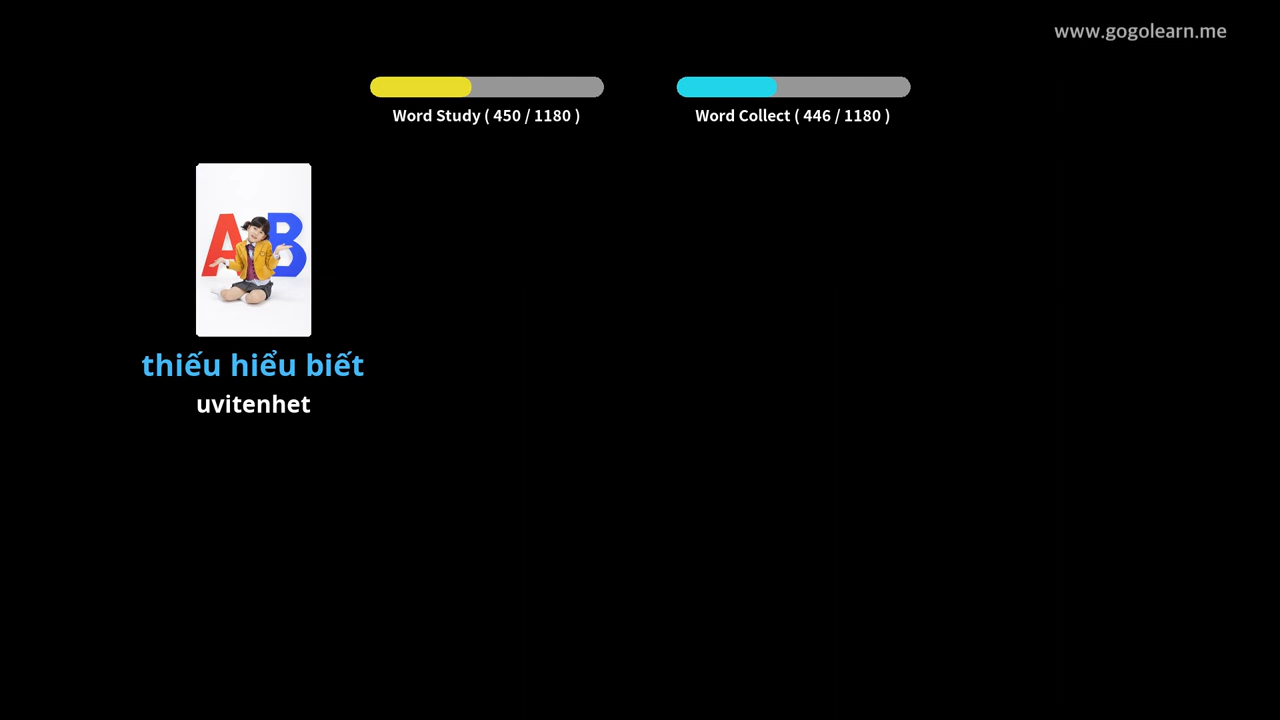 www.gogolearn.me
Word Study ( 450 / 1180 )
Word Collect ( 446 / 1180 )
A B
thiếu hiểu biết
uvitenhet